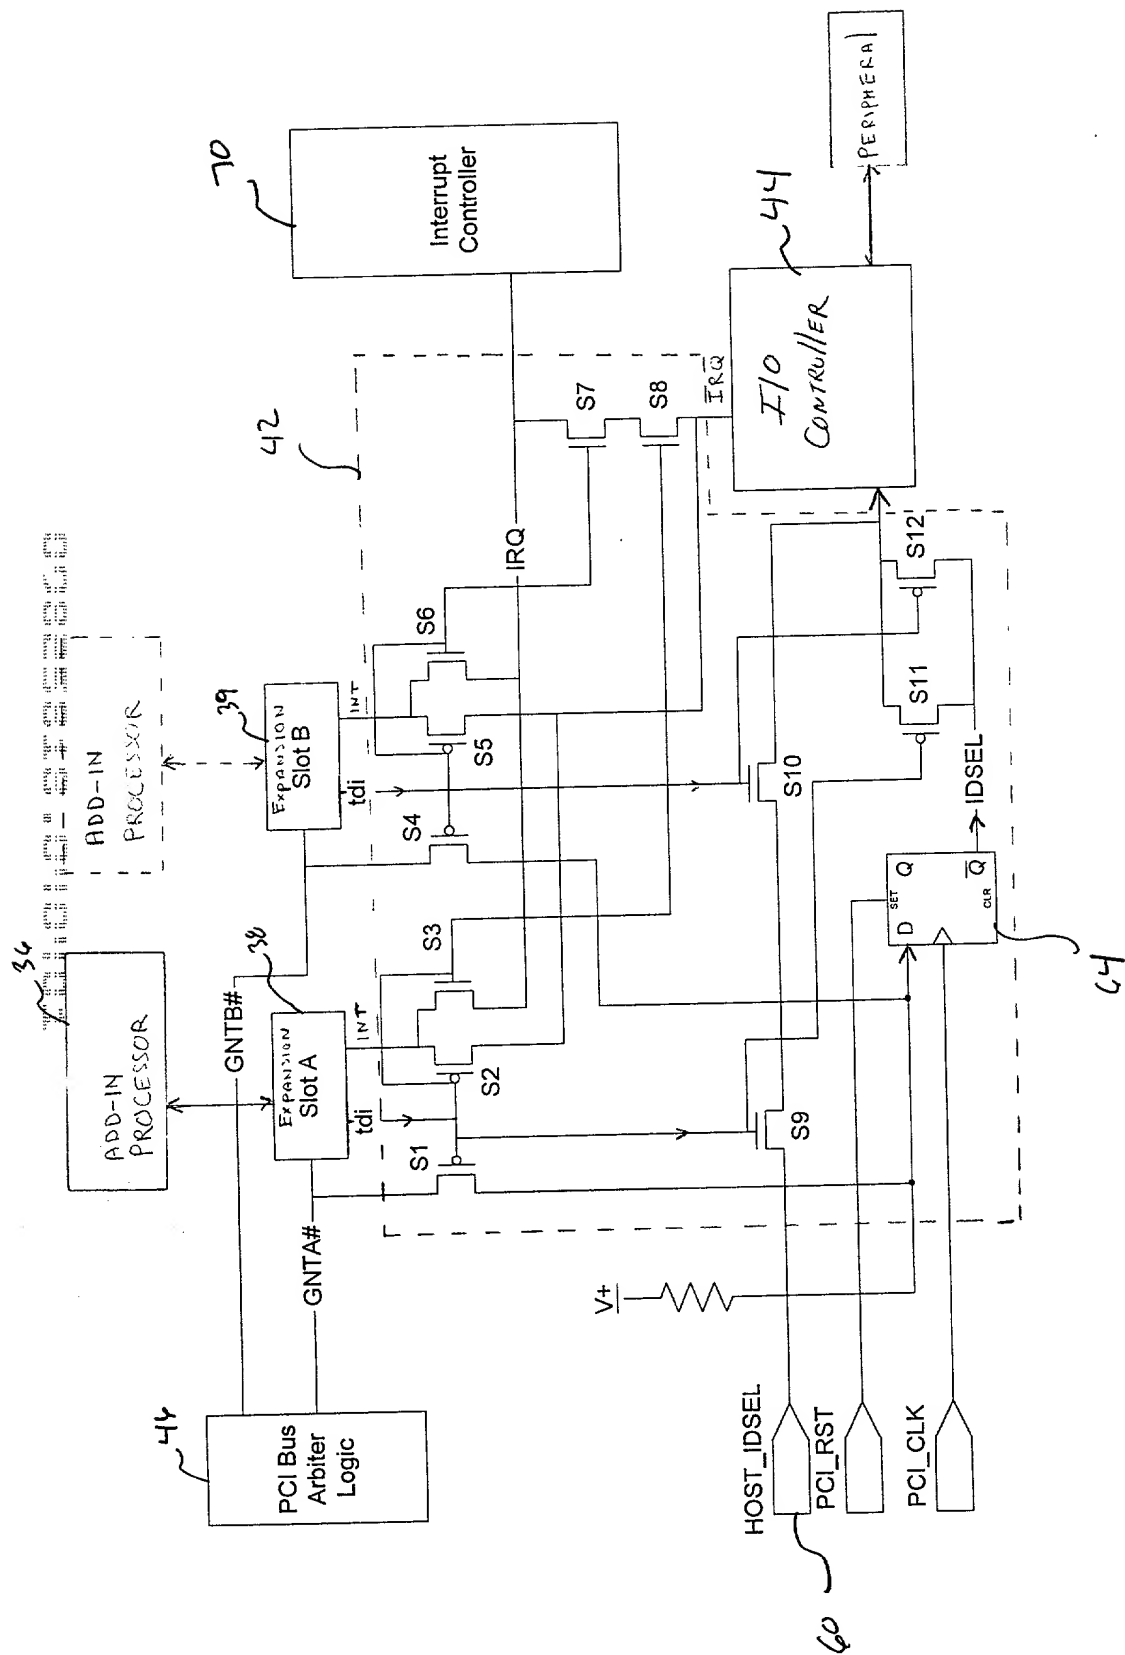 36
ADD-IN
PROCESSOR
ADD-IN
PROCESSOR
46
PCI Bus
Arbiter
Logic
GNTB#
GNTA#
38
EXPANSION
Slot A
tdi
INT
39
EXPANSION
Slot B
tdi
INT
42
70
Interrupt
Controller
S1
S2
S3
S4
S5
S6
IRQ
S7
S8
IRQ
V+
S9
S10
S11
S12
44
I/O
CONTROLLER
PERIPHERAL
HOST_IDSEL
60
PCI_RST
PCI_CLK
D
SET
Q
CLR
Q
IDSEL
64